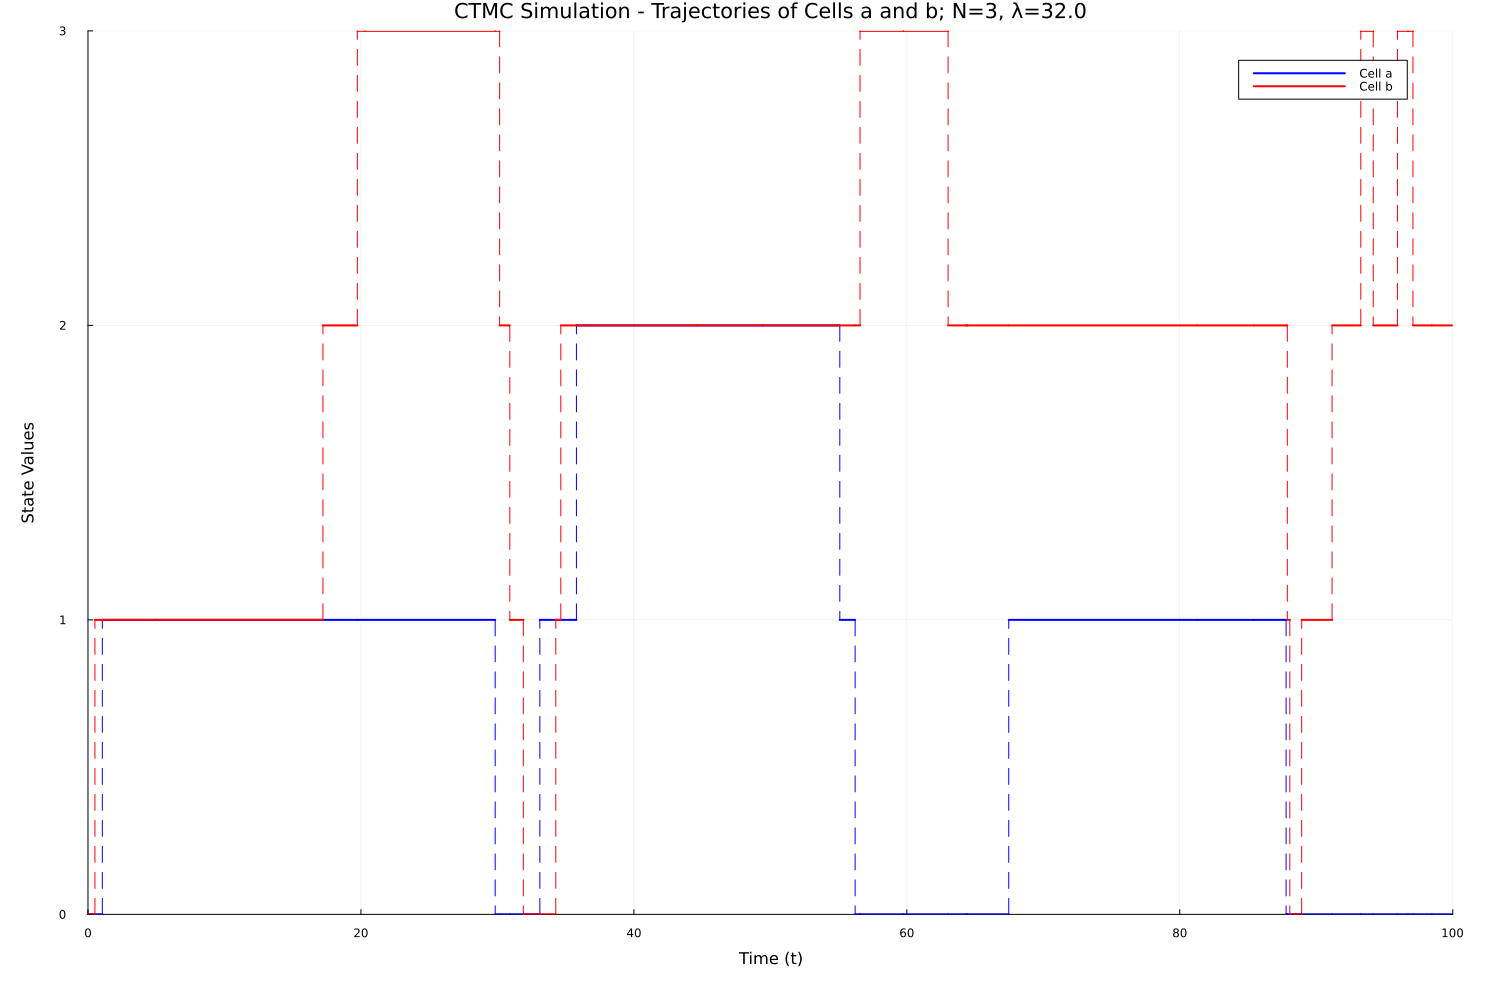 CTMC Simulation - Trajectories of Cells a and b; N=3, λ=32.0
3
Cell a
Cell b
2
State Values
1
0
0 20 40 60 80 100
Time (t)